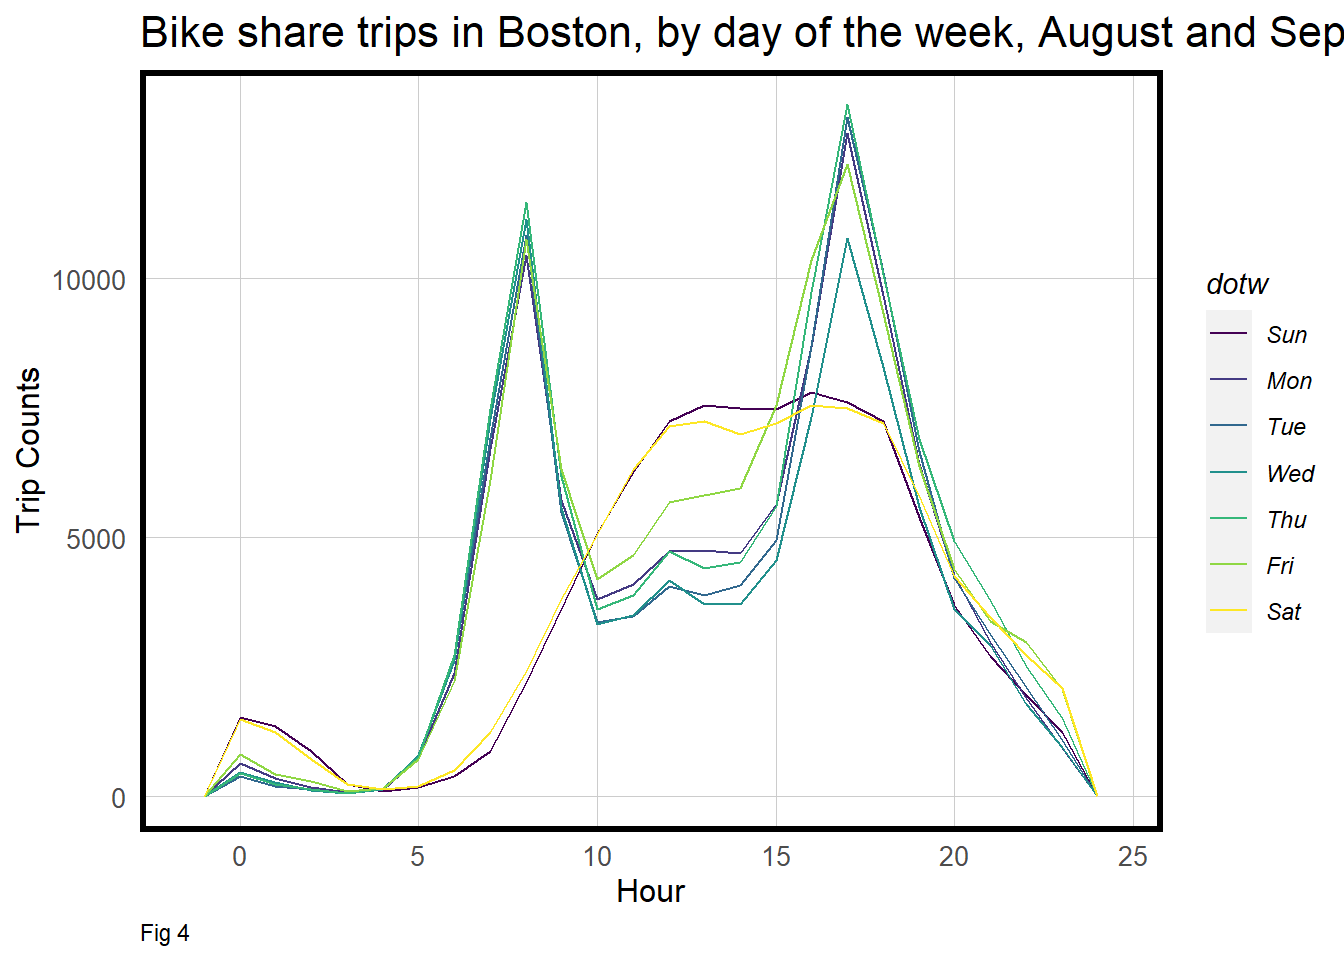 Bike share trips in Boston, by day of the week, August and Sep
10000
5000
0
Trip Counts
0 5 10 15 20 25
Hour
dotw
Sun
Mon
Tue
Wed
Thu
Fri
Sat
Fig 4